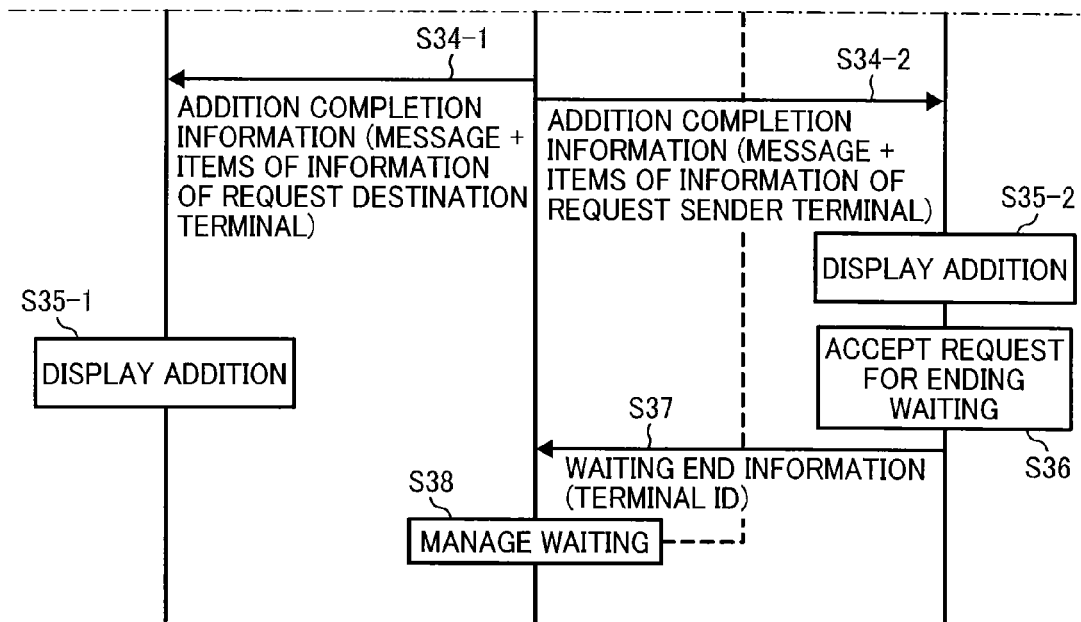 S34-1
S34-2
ADDITION COMPLETION
INFORMATION (MESSAGE +
ITEMS OF INFORMATION
OF REQUEST DESTINATION
TERMINAL)
ADDITION COMPLETION
INFORMATION (MESSAGE +
ITEMS OF INFORMATION OF
REQUEST SENDER TERMINAL)
S35-2
DISPLAY ADDITION
S35-1
DISPLAY ADDITION
ACCEPT REQUEST
FOR ENDING
WAITING
S36
S37
WAITING END INFORMATION
(TERMINAL ID)
S38
MANAGE WAITING